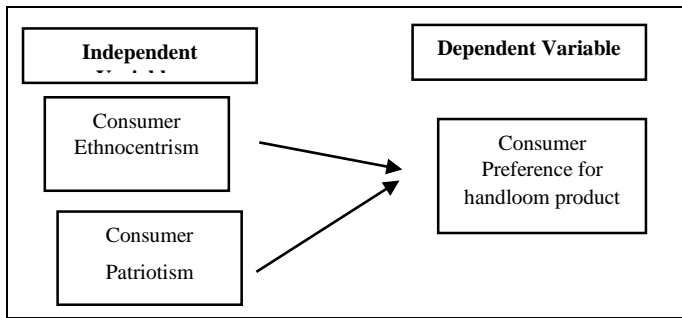 Independent
Dependent Variable
Consumer
Ethnocentrism
Consumer
Patriotism
Consumer
Preference for
handloom product